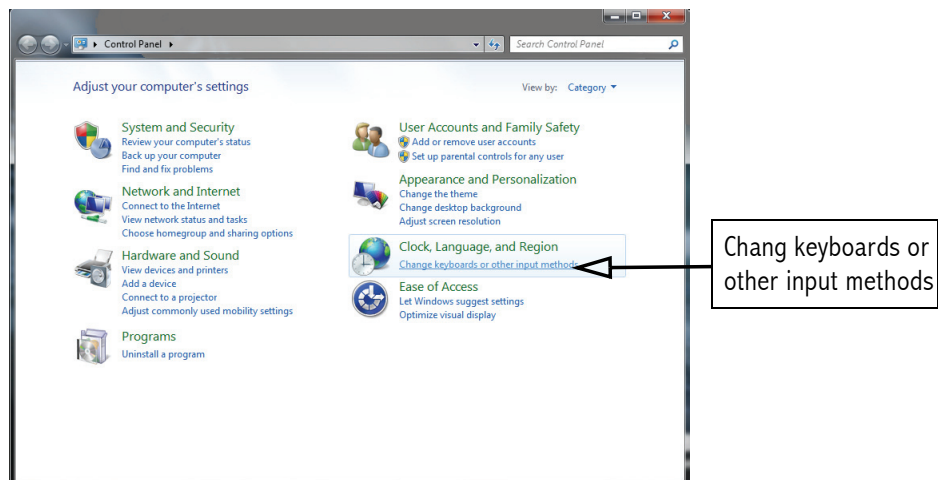 Control Panel
Search Control Panel
Adjust your computer's settings
View by: Category
System and Security
Review your computer's status
Back up your computer
Find and fix problems
Network and Internet
Connect to the Internet
View network status and tasks
Choose homegroup and sharing options
Hardware and Sound
View devices and printers
Add a device
Connect to a projector
Adjust commonly used mobility settings
Programs
Uninstall a program
User Accounts and Family Safety
Add or remove user accounts
Set up parental controls for any user
Appearance and Personalization
Change the theme
Change desktop background
Adjust screen resolution
Clock, Language, and Region
Change keyboards or other input methods
Ease of Access
Let Windows suggest settings
Optimize visual display
Chang keyboards or
other input methods